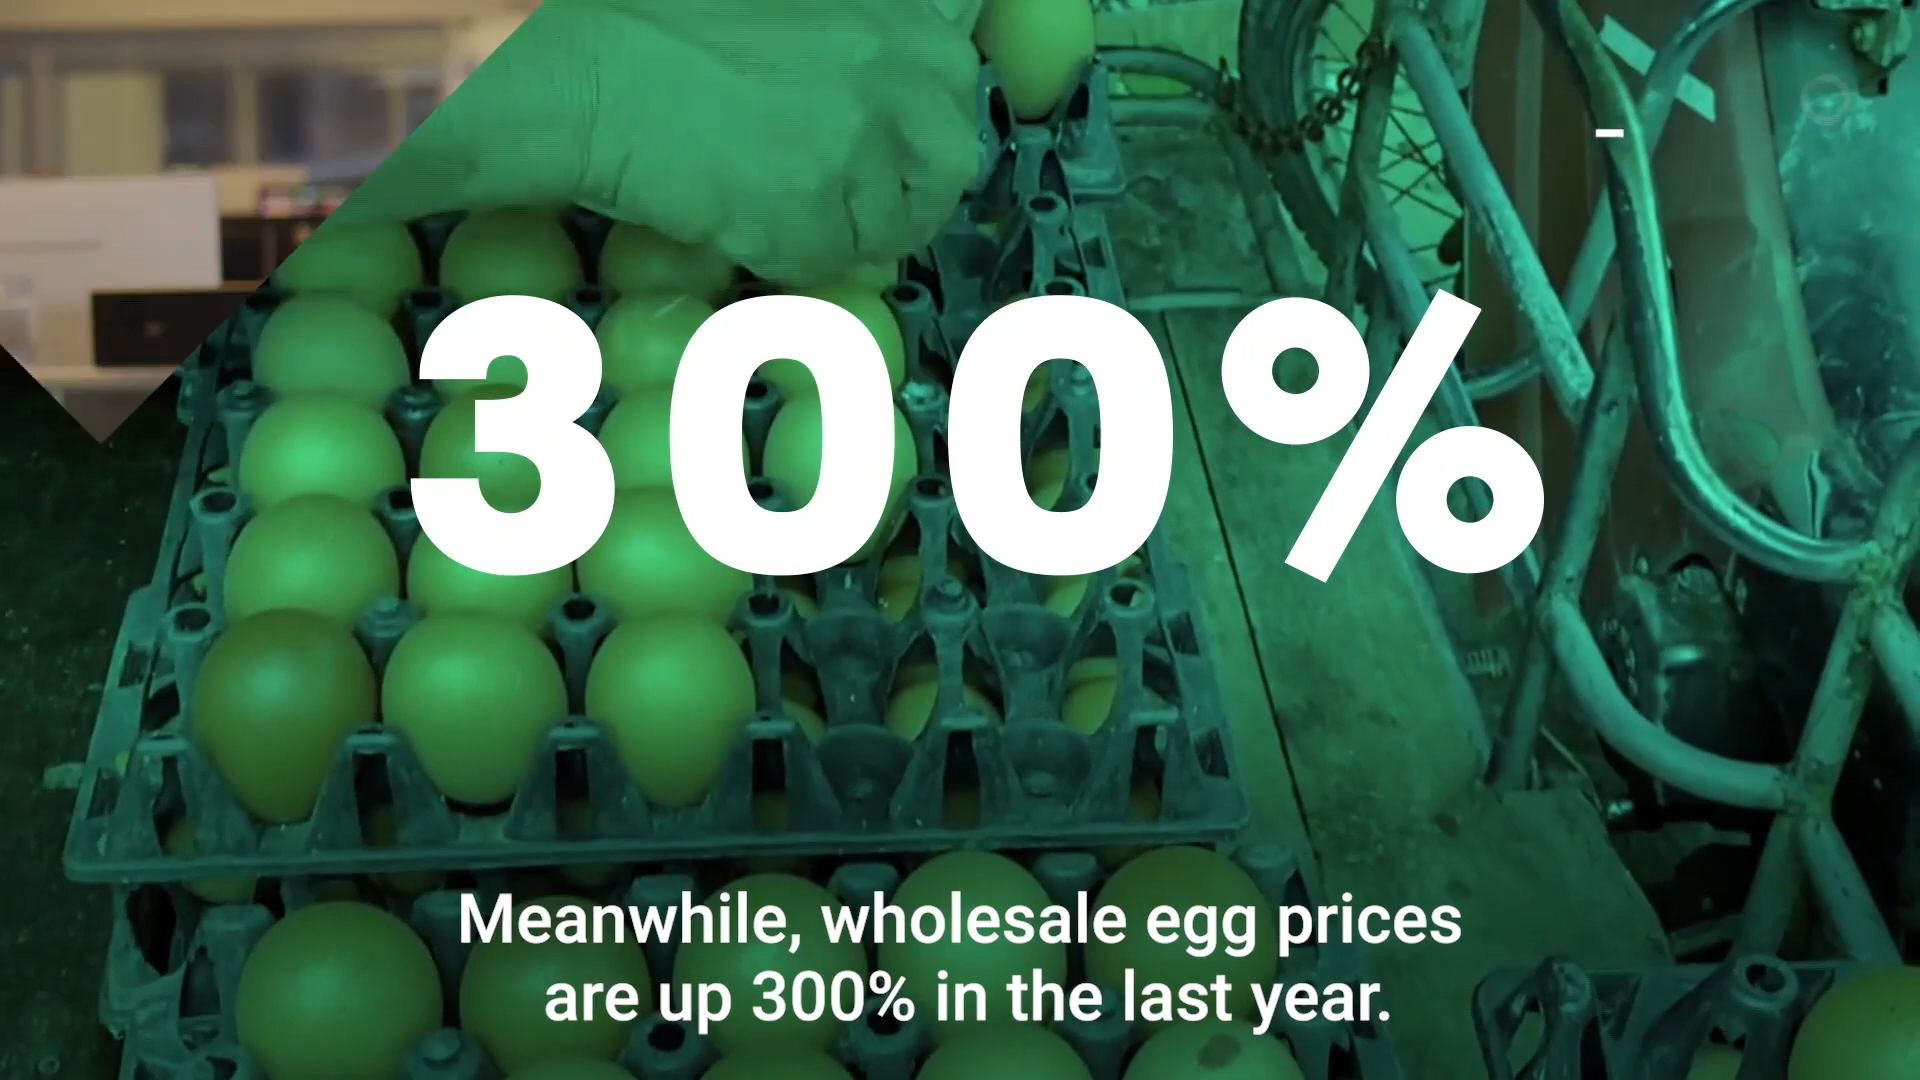 300%
Meanwhile, wholesale egg prices
are up 300% in the last year.